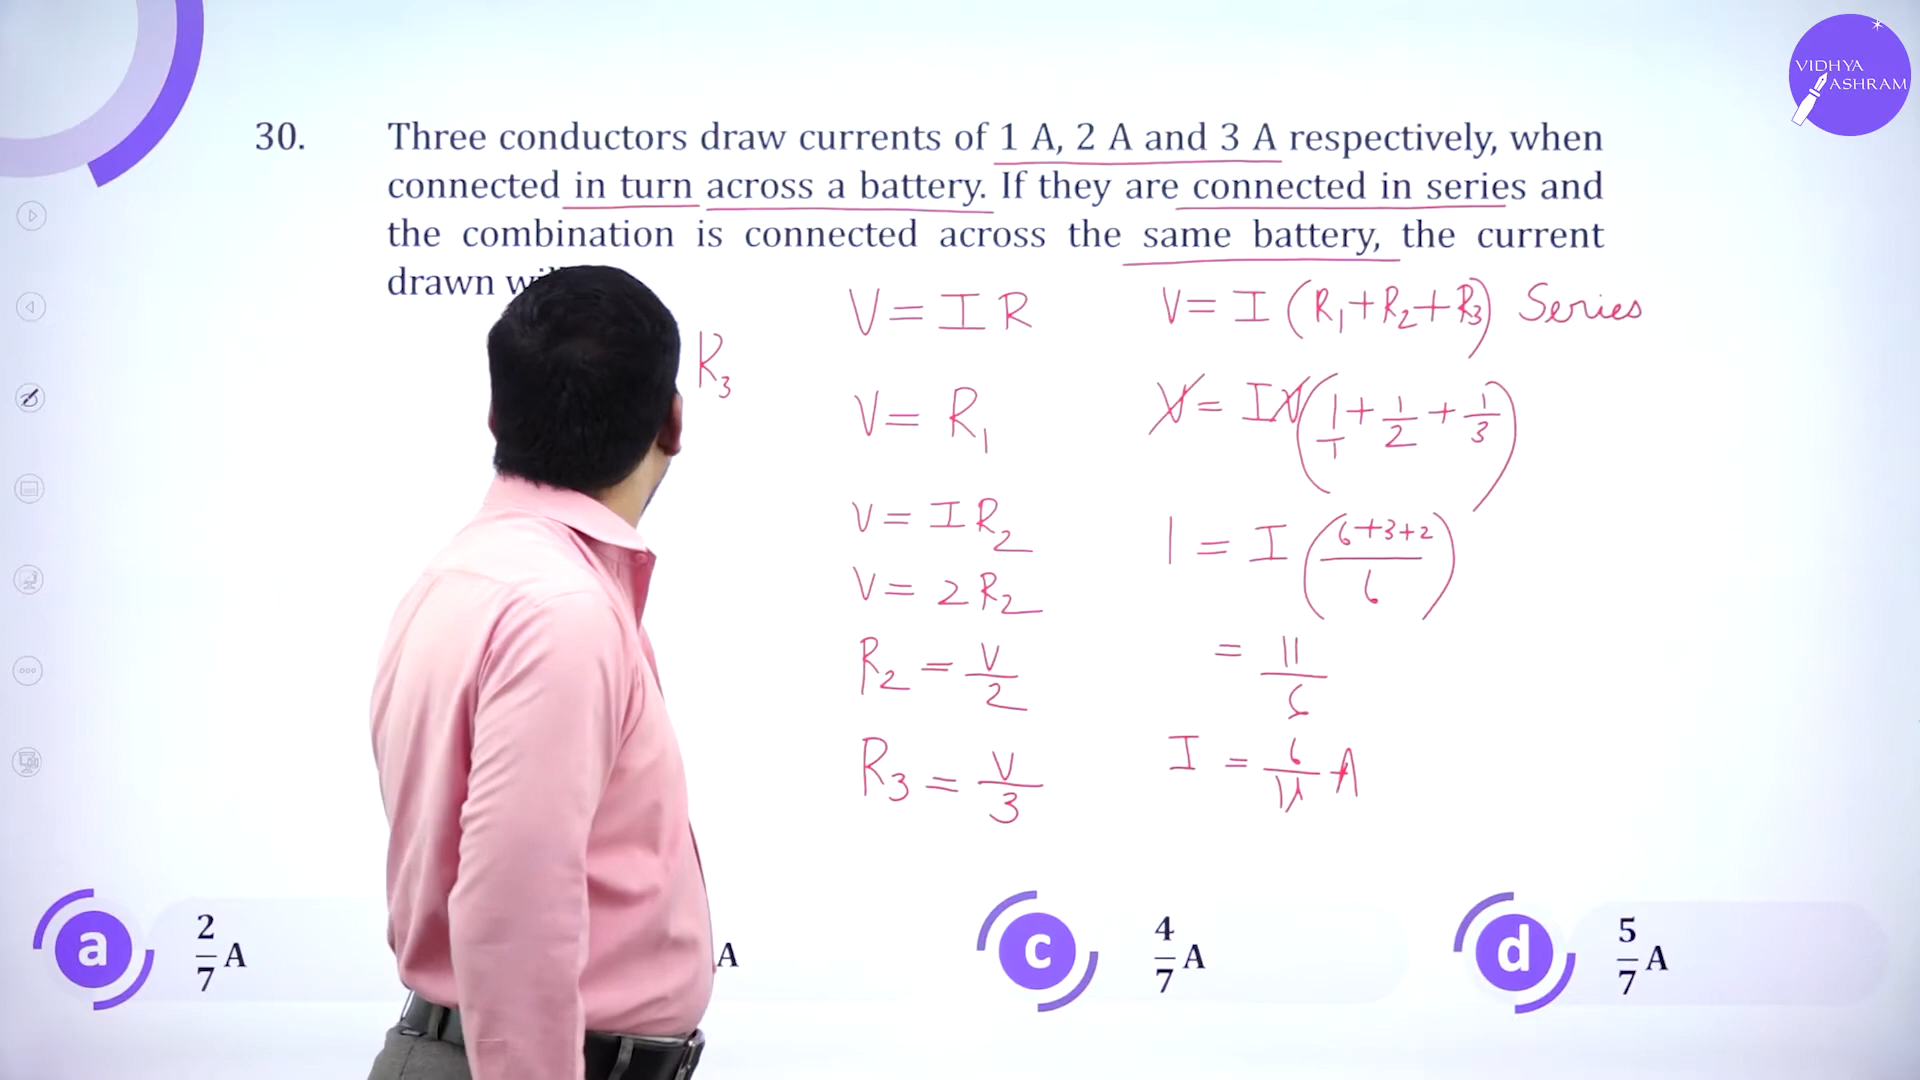 VIDHYA
ASHRAM
30. Three conductors draw currents of 1 A, 2 A and 3 A respectively, when
connected in turn across a battery. If they are connected in series and
the combination is connected across the same battery, the current
drawn
R₃
V = I R
V = R₁
V = I R₂
V = 2 R₂
R₂ = V/2
R₃ = V/3
V = I (R₁ + R₂ + R₃) Series
V = I V (1/1 + 1/2 + 1/3)
1 = I ((6+3+2)/6)
= 11/6
I = 6/11 A
a 2/7 A
A
c 4/7 A
d 5/7 A